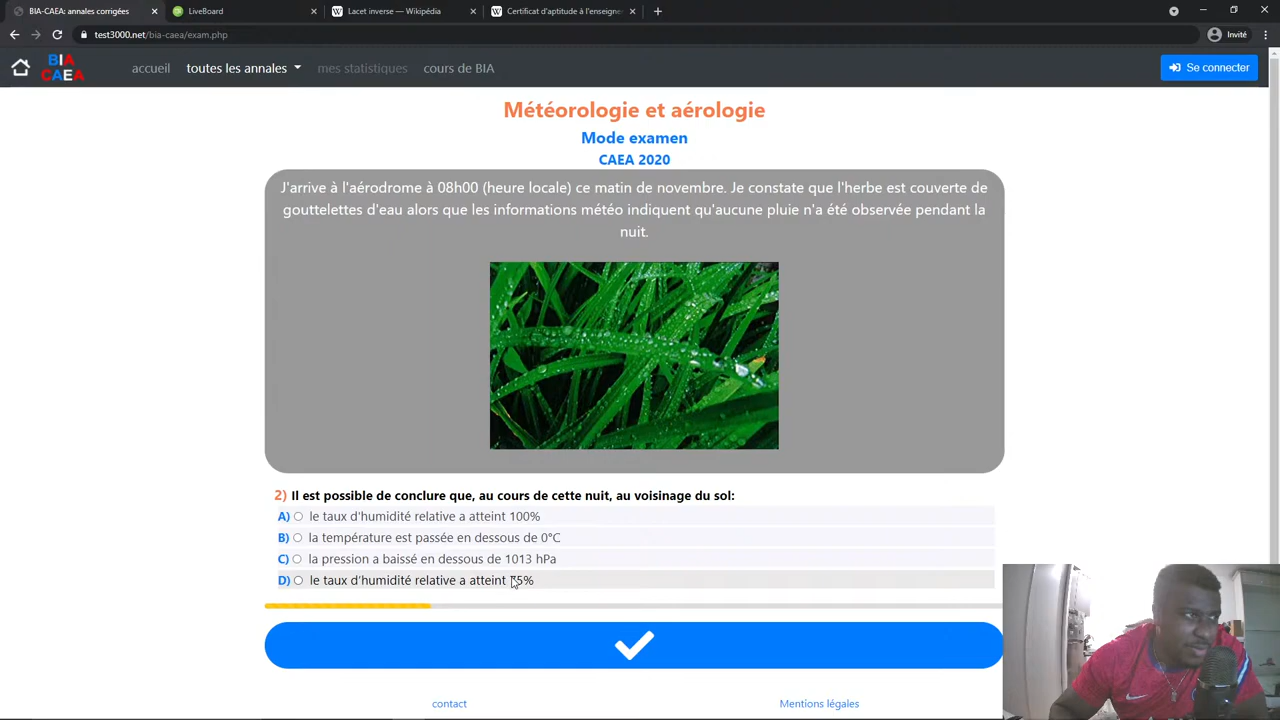 BIA-CAEA: annales corrigées
LiveBoard
Lacet inverse — Wikipédia
Certificat d'aptitude à l'enseigne
test3000.net/bia-caea/exam.php
Invité
BIA
CAEA
accueil
toutes les annales
mes statistiques
cours de BIA
Se connecter
Météorologie et aérologie
Mode examen
CAEA 2020
J'arrive à l'aérodrome à 08h00 (heure locale) ce matin de novembre. Je constate que l'herbe est couverte de
gouttelettes d'eau alors que les informations météo indiquent qu'aucune pluie n'a été observée pendant la
nuit.
2) Il est possible de conclure que, au cours de cette nuit, au voisinage du sol:
A) le taux d'humidité relative a atteint 100%
B) la température est passée en dessous de 0°C
C) la pression a baissé en dessous de 1013 hPa
D) le taux d'humidité relative a atteint 75%
contact
Mentions légales